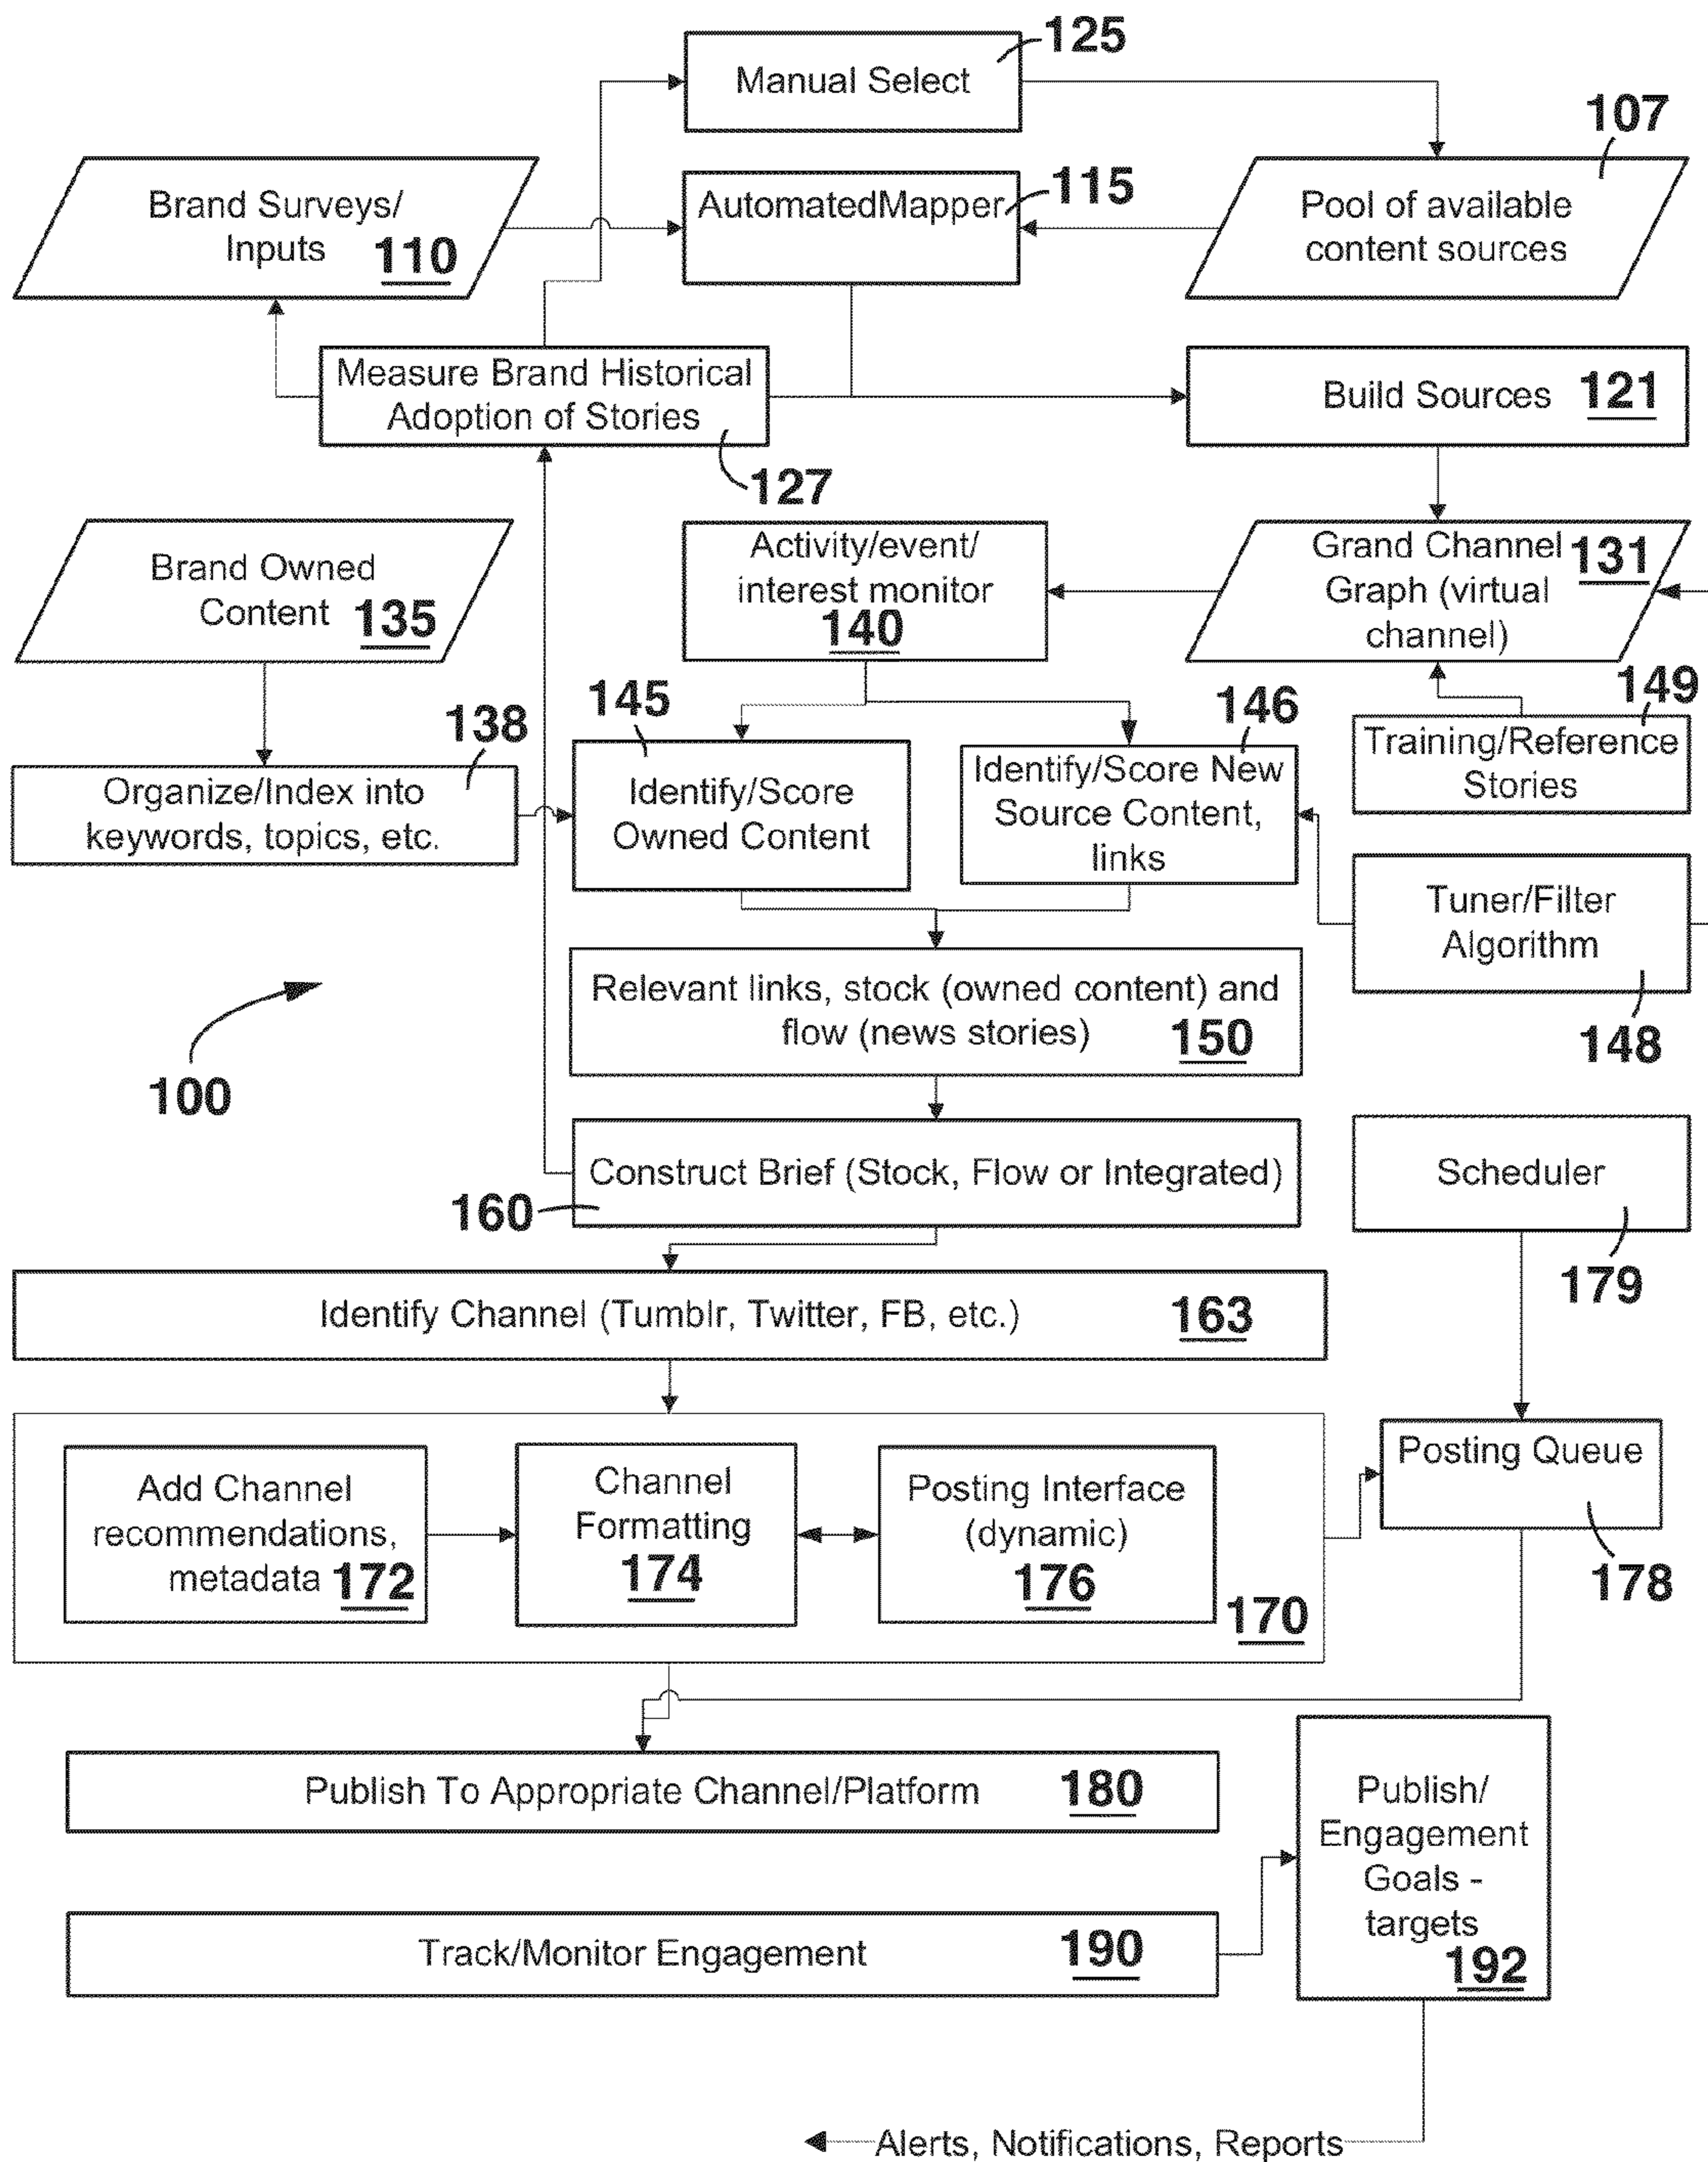 125
Manual Select
107
Brand Surveys/
Inputs 110
AutomatedMapper 115
Pool of available
content sources
Measure Brand Historical
Adoption of Stories
127
Build Sources 121
Brand Owned
Content 135
Activity/event/
interest monitor
140
Grand Channel 131
Graph (virtual
channel)
149
Training/Reference
Stories
138
Organize/Index into
keywords, topics, etc.
145
Identify/Score
Owned Content
146
Identify/Score New
Source Content,
links
Tuner/Filter
Algorithm
148
100
Relevant links, stock (owned content) and
flow (news stories) 150
Construct Brief (Stock, Flow or Integrated)
160
Scheduler
179
Identify Channel (Tumblr, Twitter, FB, etc.) 163
Add Channel
recommendations,
metadata 172
Channel
Formatting
174
Posting Interface
(dynamic)
176
170
Posting Queue
178
Publish To Appropriate Channel/Platform 180
Publish/
Engagement
Goals -
targets
192
Track/Monitor Engagement 190
Alerts, Notifications, Reports